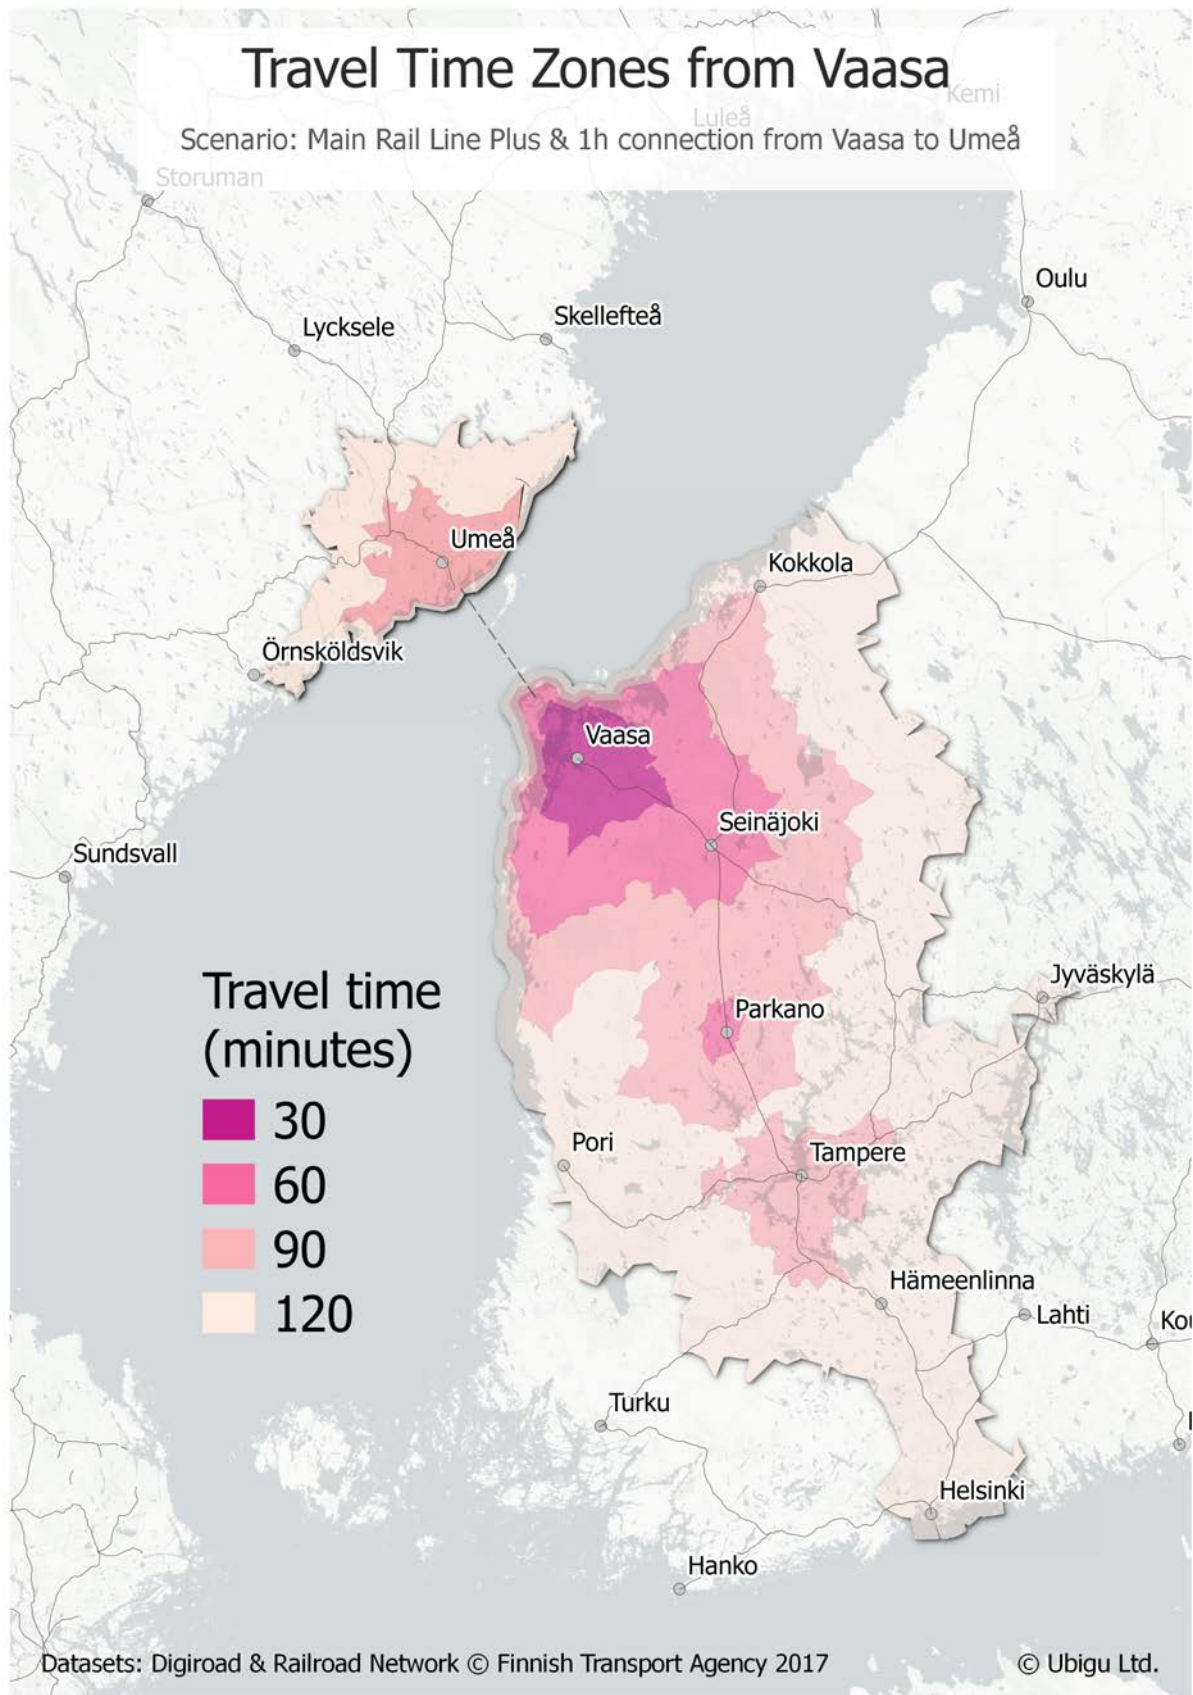 Travel Time Zones from Vaasa
Kemi
Luleå
Scenario: Main Rail Line Plus & 1h connection from Vaasa to Umeå
Storuman
Oulu
Skellefteå
Lycksele
Umeå
Kokkola
Örnsköldsvik
Vaasa
Seinäjoki
Sundsvall
Jyväskylä
Travel time
(minutes)
Parkano
30
Pori
Tampere
60
90
Hämeenlinna
120
Lahti
Turku
Helsinki
Hanko
Datasets: Digiroad & Railroad Network © Finnish Transport Agency 2017
© Ubigu Ltd.